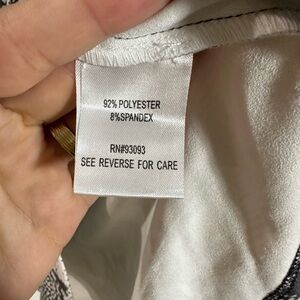 92% POLYESTER
8%SPANDEX
RN#93093
SEE REVERSE FOR CARE